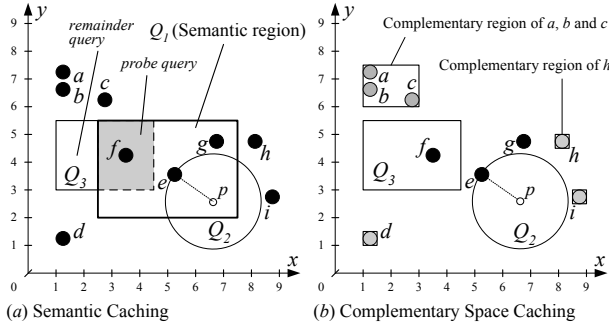 y
remainder query
Q1 (Semantic region)
probe query
9
8
7
6
5
4
3
2
1
0
a
b
c
f
g
h
Q3
e
p
i
d
Q2
x
0 1 2 3 4 5 6 7 8 9
(a) Semantic Caching
y
Complementary region of a, b and c
Complementary region of h
9
8
7
6
5
4
3
2
1
0
a
b
c
f
g
h
Q3
e
p
i
d
Q2
x
0 1 2 3 4 5 6 7 8 9
(b) Complementary Space Caching